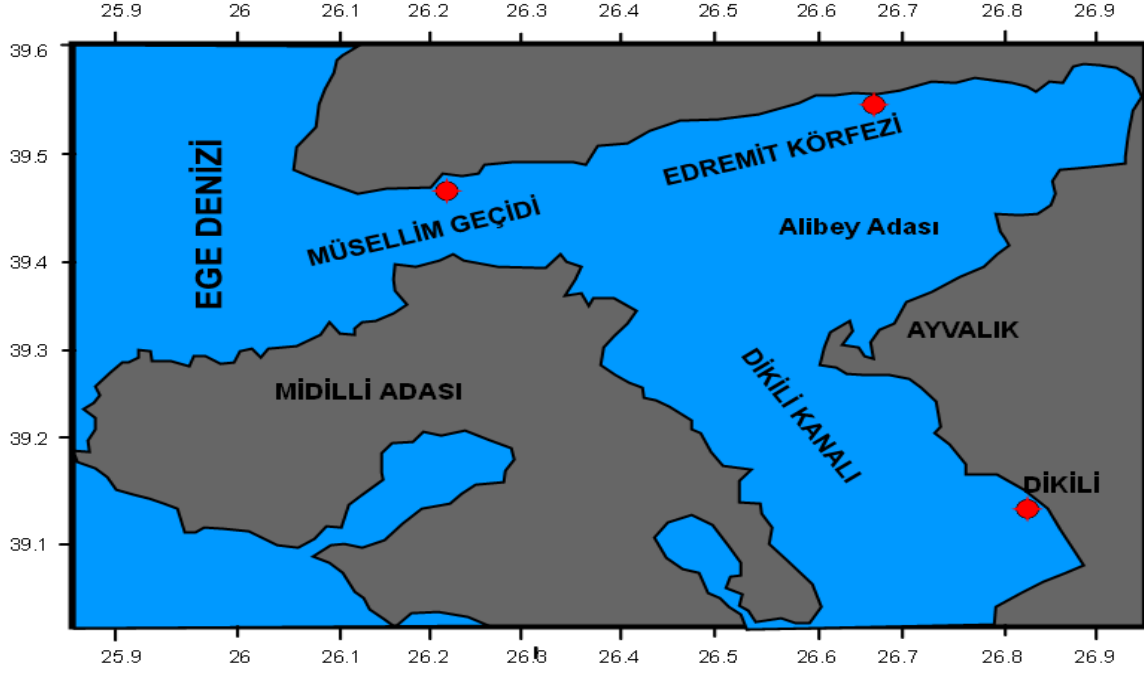 25.9 26 26.1 26.2 26.3 26.4 26.5 26.6 26.7 26.8 26.9
39.6
39.5
39.4
39.3
39.2
39.1
EGE DENİZİ
MÜSELLİM GEÇİDİ
EDREMİT KÖRFEZİ
Alibey Adası
AYVALIK
MİDİLLİ ADASI
DİKİLİ KANALI
DİKİLİ
25.9 26 26.1 26.2 26.3 26.4 26.5 26.6 26.7 26.8 26.9